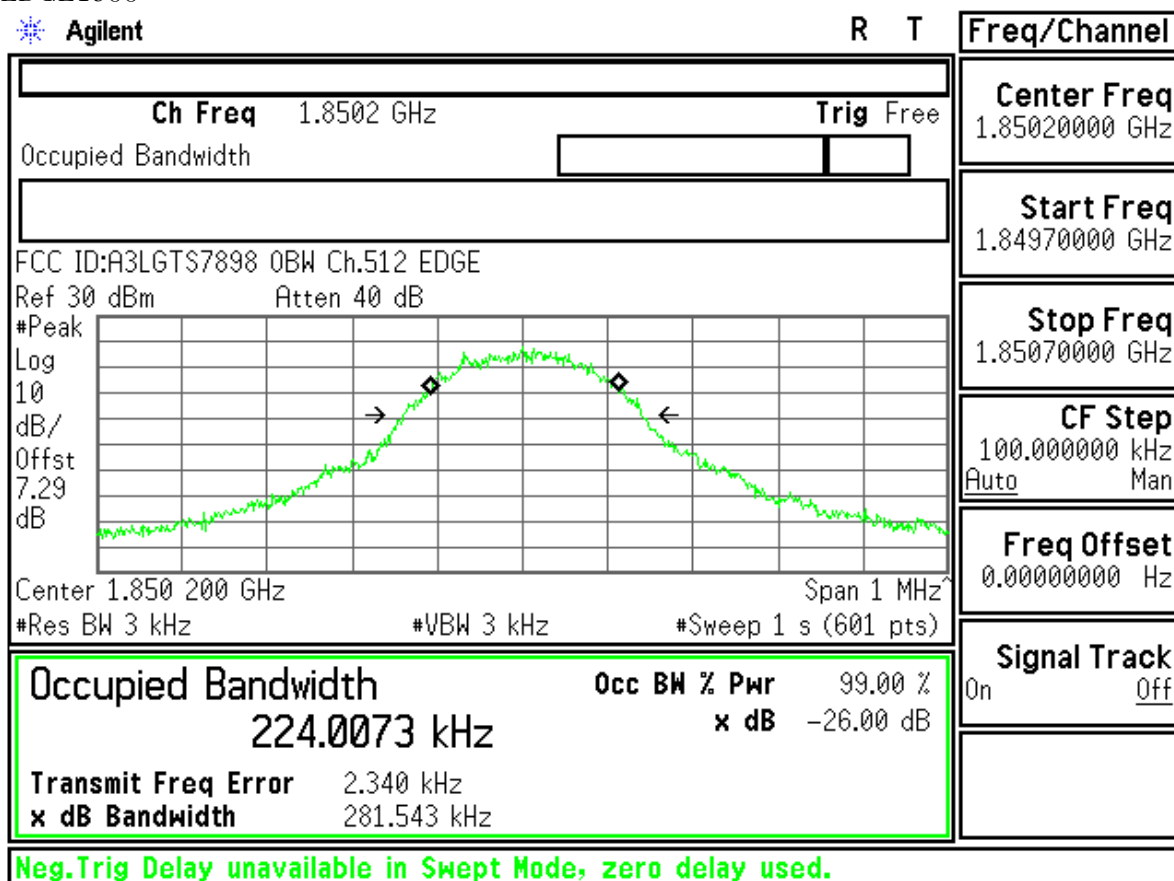 Agilent R T Freq/Channel
Ch Freq 1.8502 GHz Trig Free
Occupied Bandwidth
Center Freq
1.85020000 GHz
Start Freq
1.84970000 GHz
Stop Freq
1.85070000 GHz
CF Step
100.000000 kHz
Auto Man
Freq Offset
0.00000000 Hz
Signal Track
On Off
FCC ID:A3LGTS7898 OBW Ch.512 EDGE
Ref 30 dBm Atten 40 dB
#Peak
Log
10
dB/
Offst
7.29
dB
Center 1.850 200 GHz Span 1 MHz^
#Res BW 3 kHz #VBW 3 kHz #Sweep 1 s (601 pts)
Occupied Bandwidth Occ BW % Pwr 99.00 %
224.0073 kHz x dB -26.00 dB
Transmit Freq Error 2.340 kHz
x dB Bandwidth 281.543 kHz
Neg.Trig Delay unavailable in Swept Mode, zero delay used.